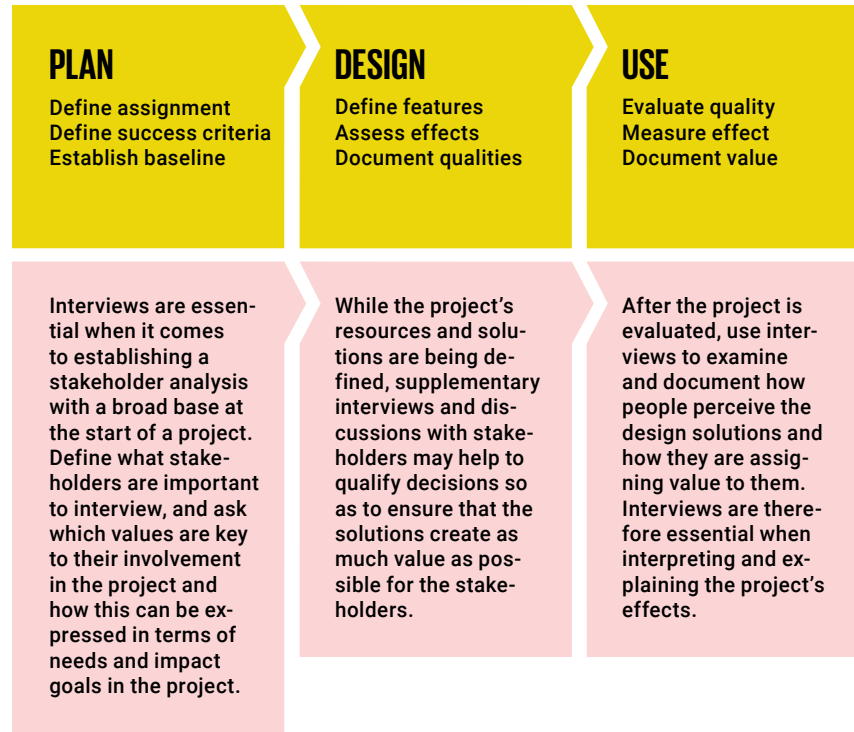 PLAN
Define assignment
Define success criteria
Establish baseline
DESIGN
Define features
Assess effects
Document qualities
USE
Evaluate quality
Measure effect
Document value
Interviews are essen-
tial when it comes
to establishing a
stakeholder analysis
with a broad base at
the start of a project.
Define what stake-
holders are important
to interview, and ask
which values are key
to their involvement
in the project and
how this can be ex-
pressed in terms of
needs and impact
goals in the project.
While the project's
resources and solu-
tions are being de-
fined, supplementary
interviews and dis-
cussions with stake-
holders may help to
qualify decisions so
as to ensure that the
solutions create as
much value as pos-
sible for the stake-
holders.
After the project is
evaluated, use inter-
views to examine
and document how
people perceive the
design solutions and
how they are assig-
ning value to them.
Interviews are there-
fore essential when
interpreting and ex-
plaining the project's
effects.